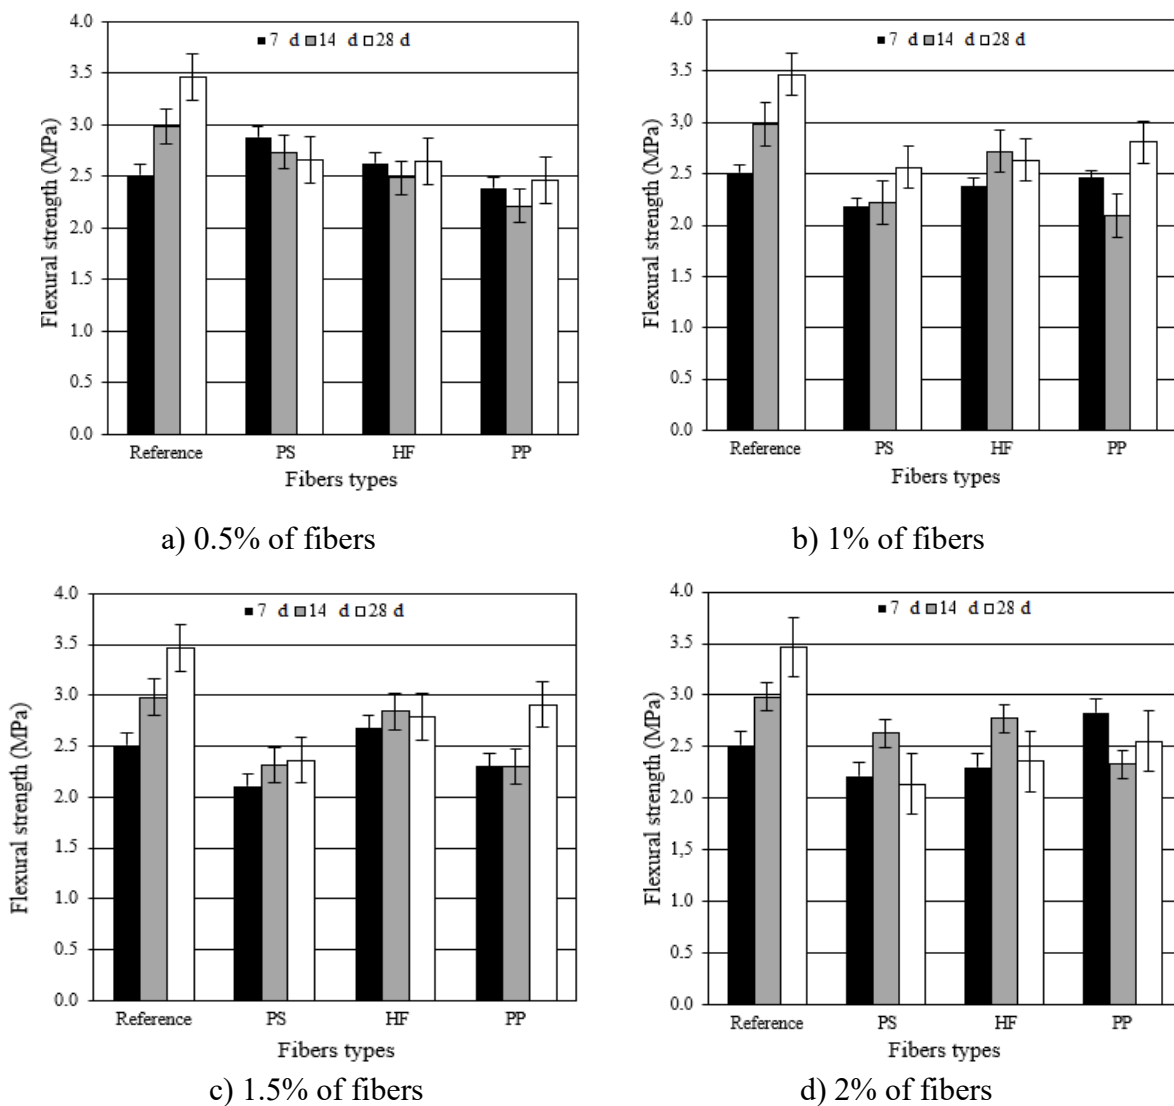 4.0
3.5
3.0
2.5
2.0
1.5
1.0
0.5
0.0
Flexural strength (MPa)
7 d 14 d 28 d
Reference PS HF PP
Fibers types
a) 0.5% of fibers
4.0
3.5
3,0
2.5
2.0
1.5
1.0
0.5
0.0
Flexural strength (MPa)
7 d 14 d 28 d
Reference PS HF PP
Fibers types
b) 1% of fibers
4.0
3.5
3.0
2.5
2.0
1.5
1.0
0.5
0.0
Flexural strength (MPa)
7 d 14 d 28 d
Reference PS HF PP
Fibers types
c) 1.5% of fibers
4.0
3.5
3.0
2.5
2.0
1,5
1.0
0.5
0.0
Flexural strength (MPa)
7 d 14 d 28 d
Reference PS HF PP
Fibers types
d) 2% of fibers